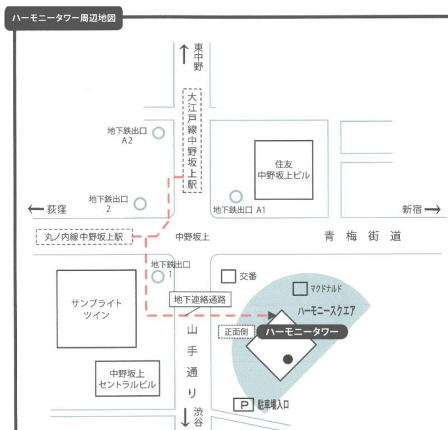 ハーモニータワー周辺地図
東中野
大江戸線中野坂上駅
地下鉄出口
A2
住友
中野坂上ビル
地下鉄出口
2
地下鉄出口 A1
荻窪
新宿
丸ノ内線中野坂上駅
中野坂上
青梅街道
地下鉄出口
1
交番
マクドナルド
サンブライト
ツイン
地下連絡通路
ハーモニースクエア
正面側
ハーモニータワー
山手通り
中野坂上
セントラルビル
P 駐車場入口
渋谷